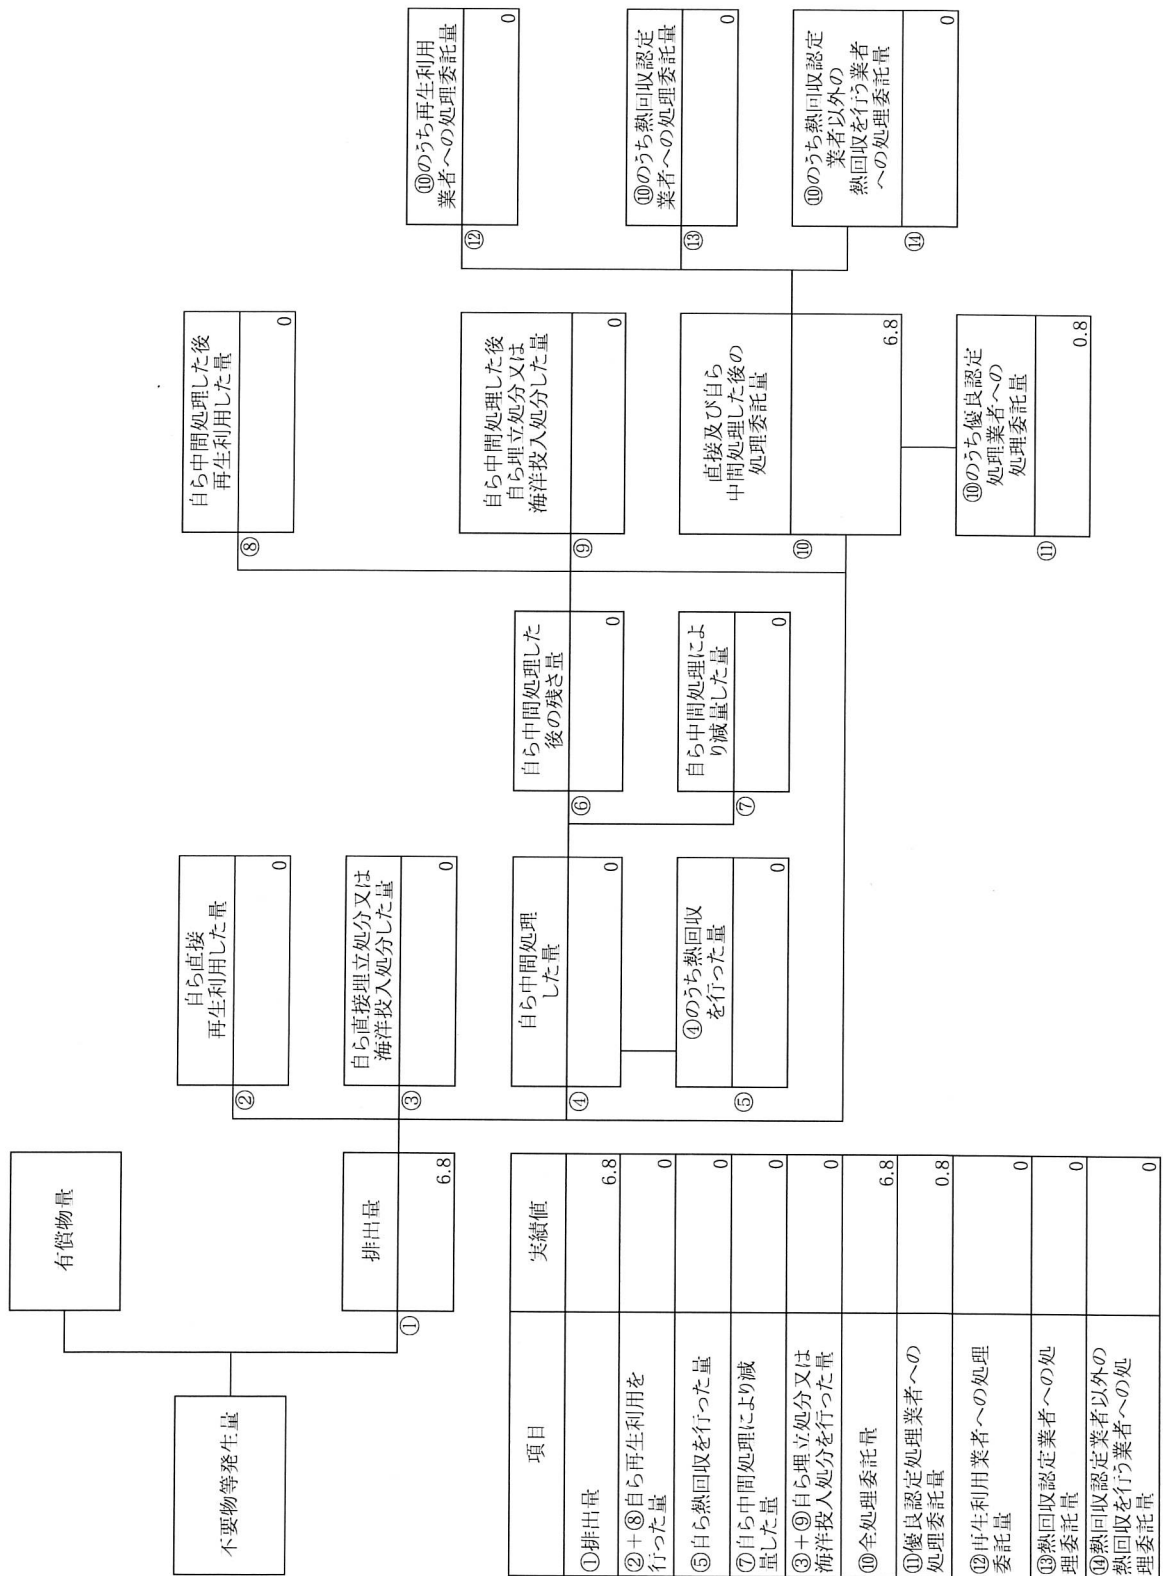 不要物等発生量
有償物量
①
排出量
6.8
②
自ら直接
再生利用した量
0
③
自ら直接埋立処分又は
海洋投入処分した量
0
④
自ら中間処理
した量
0
⑤
④のうち熱回収
を行った量
0
⑥
自ら中間処理した
後の残さ量
0
⑦
自ら中間処理によ
り減量した量
0
⑧
自ら中間処理した後
再生利用した量
0
⑨
自ら中間処理した後
自ら埋立処分又は
海洋投入処分した量
0
⑩
直接及び自ら
中間処理した後の
処理委託量
6.8
⑪
⑩のうち優良認定
処理業者への
処理委託量
0.8
⑫
⑩のうち再生利用
業者への処理委託量
0
⑬
⑩のうち熱回収認定
業者への処理委託量
0
⑭
⑩のうち熱回収認定
業者以外の
熱回収を行う業者
への処理委託量
0
項目 実績値
①排出量 6.8
②+⑧自ら再生利用を
行った量 0
⑤自ら熱回収を行った量 0
⑦自ら中間処理により減
量した量 0
③+⑨自ら埋立処分又は
海洋投入処分を行った量 0
⑩全処理委託量 6.8
⑪優良認定処理業者への
処理委託量 0.8
⑫再生利用業者への処理
委託量 0
⑬熱回収認定業者への処
理委託量 0
⑭熱回収認定業者以外の
熱回収を行う業者への処
理委託量 0